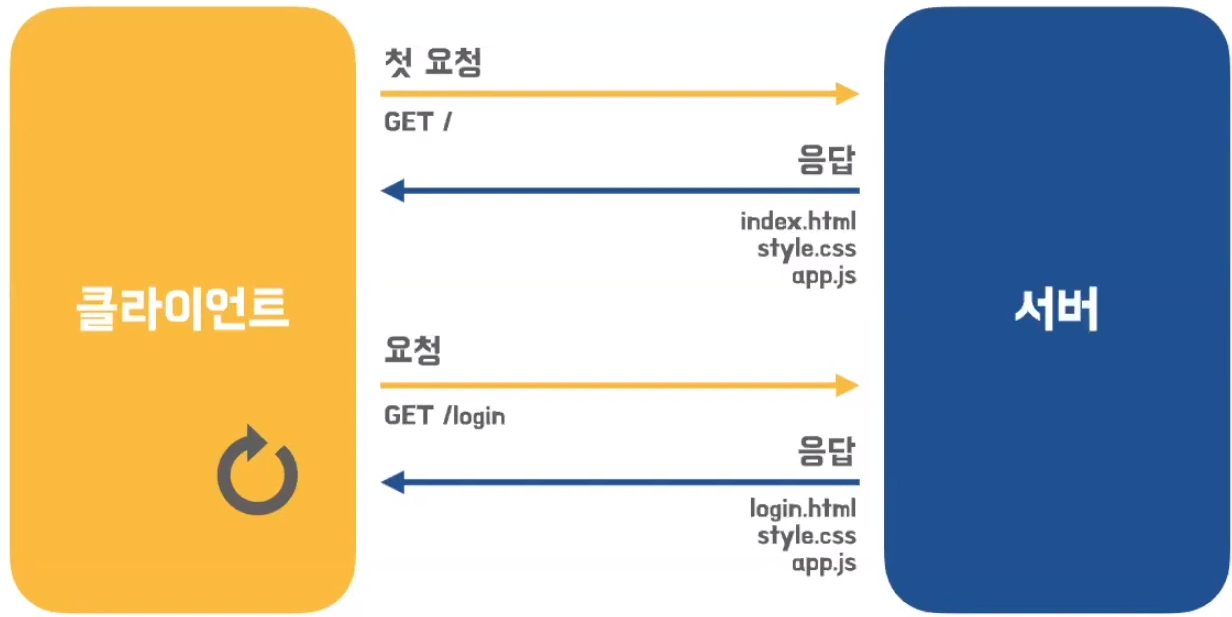 첫 요청
GET /
응답
index.html
style.css
app.js
클라이언트
서버
요청
GET /login
응답
login.html
style.css
app.js